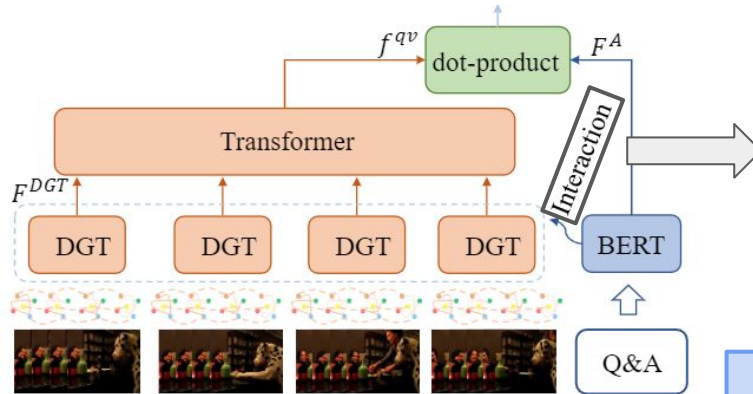 f^{qv}
F^A
dot-product
Transformer
Interaction
F^{DGT}
DGT DGT DGT DGT
BERT
Q&A